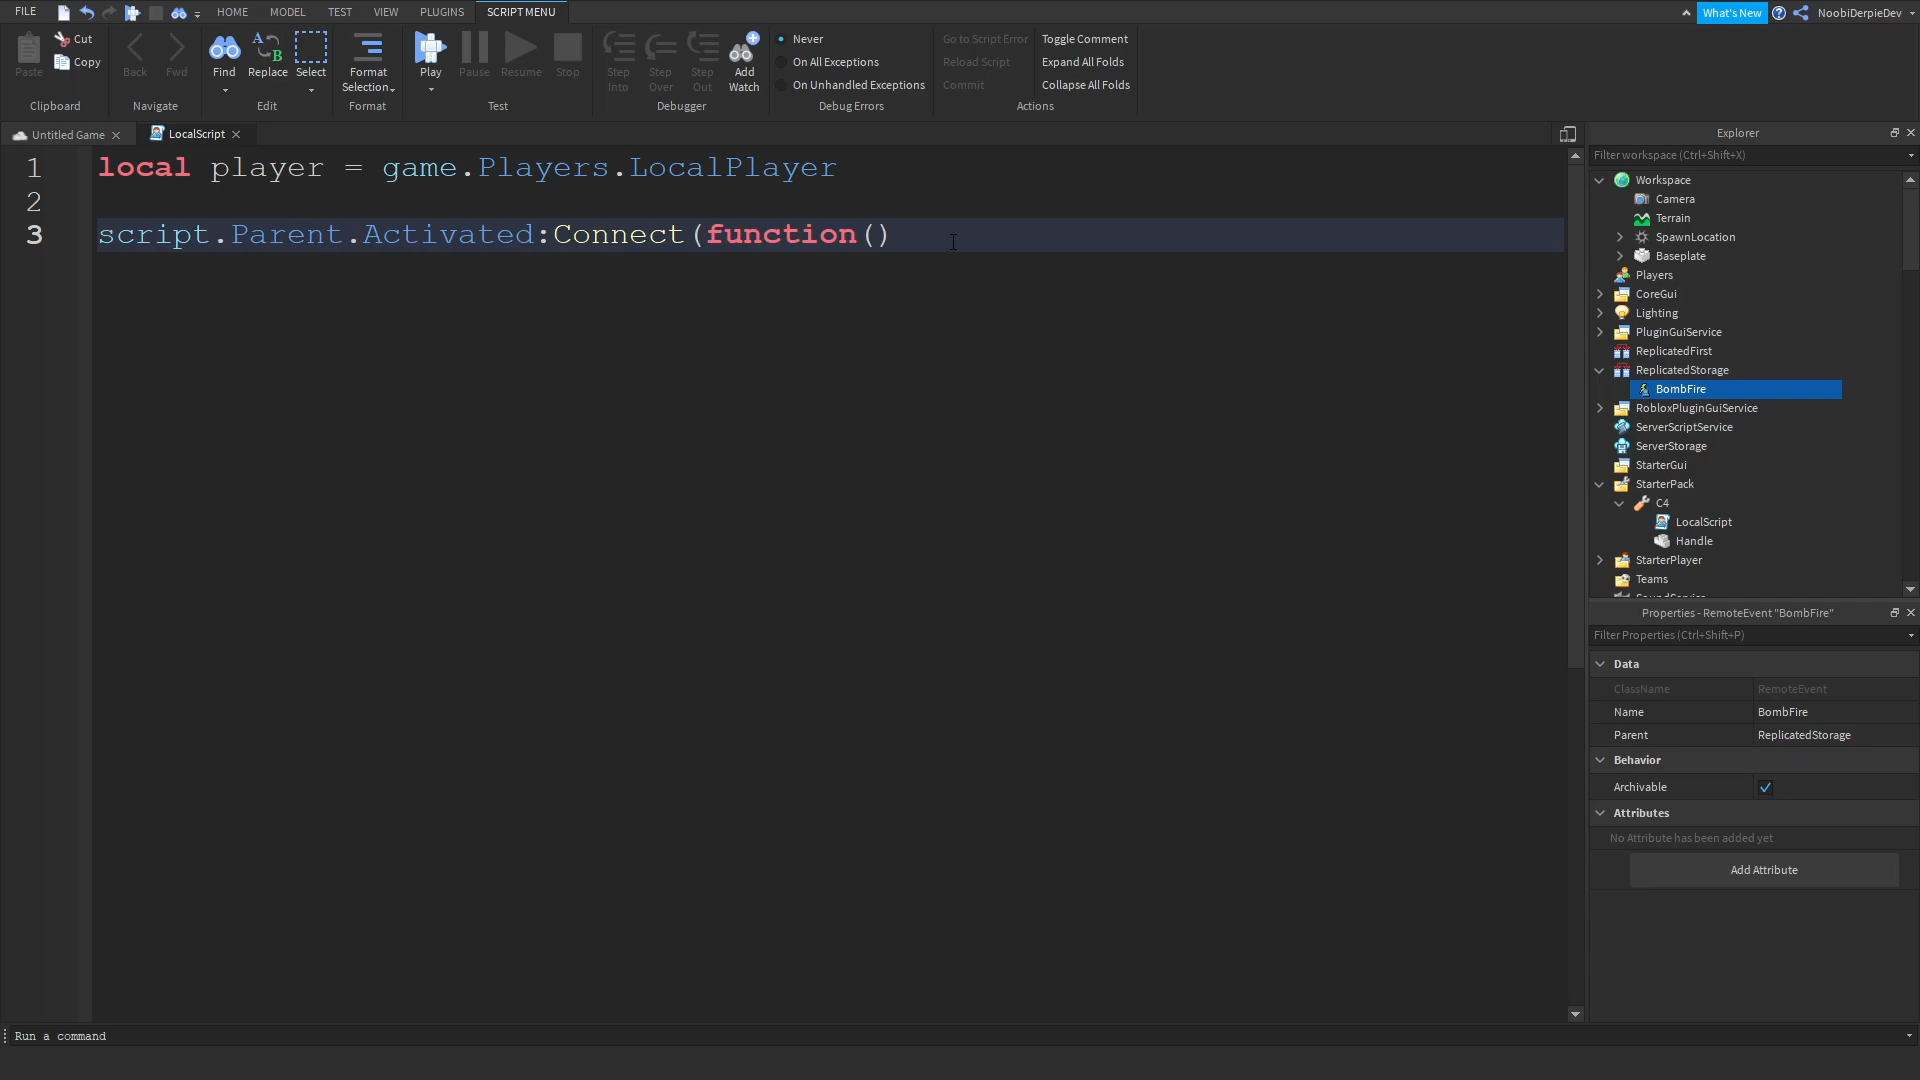 FILE HOME MODEL TEST VIEW PLUGINS SCRIPT MENU What's New NoobiDerpieDev
Paste Cut Copy Clipboard
Back Fwd Navigate
Find Replace Select Edit
Format Selection Format
Play Pause Resume Stop Test
Step Into Step Over Step Out Add Watch Debugger
Never
On All Exceptions
On Unhandled Exceptions
Debug Errors
Go to Script Error Toggle Comment
Reload Script Expand All Folds
Commit Collapse All Folds
Actions
Untitled Game LocalScript
1 local player = game.Players.LocalPlayer
2
3 script.Parent.Activated:Connect(function()
Explorer
Filter workspace (Ctrl+Shift+X)
Workspace
Camera
Terrain
SpawnLocation
Baseplate
Players
CoreGui
Lighting
PluginGuiService
ReplicatedFirst
ReplicatedStorage
BombFire
RobloxPluginGuiService
ServerScriptService
ServerStorage
StarterGui
StarterPack
C4
LocalScript
Handle
StarterPlayer
Teams
Properties - RemoteEvent "BombFire"
Filter Properties (Ctrl+Shift+P)
Data
ClassName RemoteEvent
Name BombFire
Parent ReplicatedStorage
Behavior
Archivable
Attributes
No Attribute has been added yet
Add Attribute
Run a command